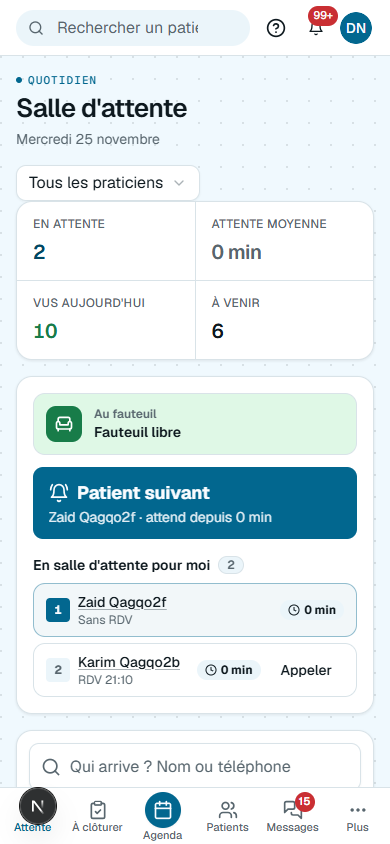 Rechercher un patie
99+
DN
QUOTIDIEN
Salle d'attente
Mercredi 25 novembre
Tous les praticiens
EN ATTENTE
2
ATTENTE MOYENNE
0 min
VUS AUJOURD'HUI
10
À VENIR
6
Au fauteuil
Fauteuil libre
Patient suivant
Zaid Qagqo2f · attend depuis 0 min
En salle d'attente pour moi 2
1 Zaid Qagqo2f
Sans RDV
0 min
2 Karim Qagqo2b
RDV 21:10
0 min
Appeler
Qui arrive ? Nom ou téléphone
N
15
Attente À clôturer Agenda Patients Messages Plus